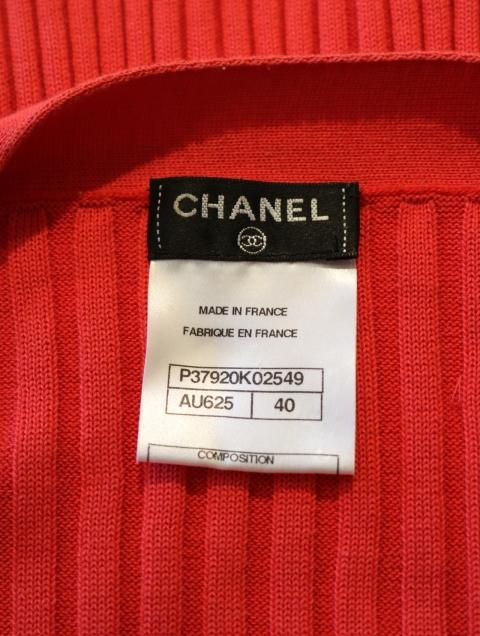 CHANEL
MADE IN FRANCE
FABRIQUE EN FRANCE
P37920K02549
AU625 40
COMPOSITION